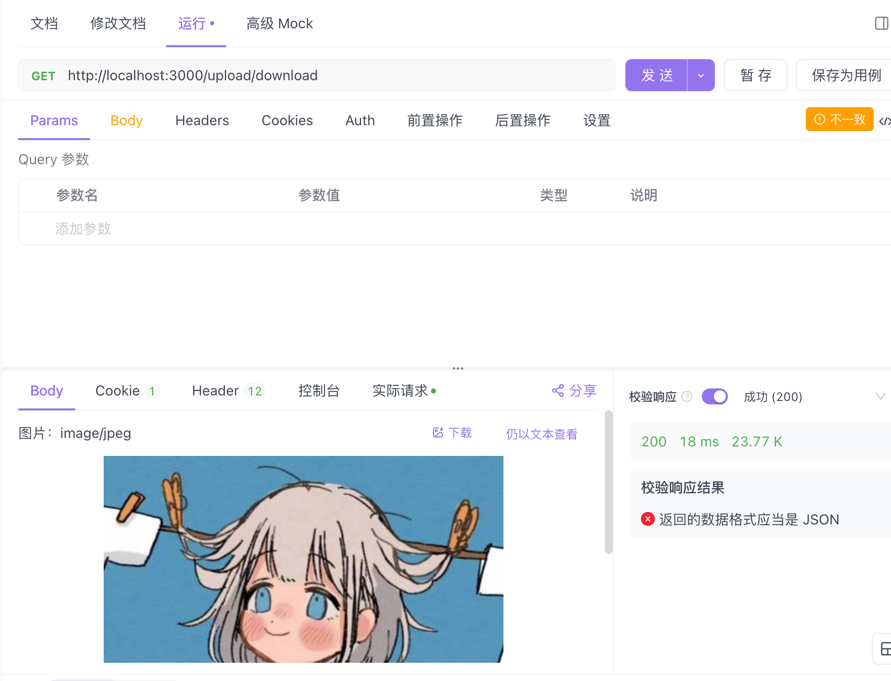 文档 修改文档 运行 高级 Mock
GET http://localhost:3000/upload/download 发 送 暂 存 保存为用例
Params Body Headers Cookies Auth 前置操作 后置操作 设置 不一致
Query 参数
参数名 参数值 类型 说明
添加参数
Body Cookie 1 Header 12 控制台 实际请求 分享
图片: image/jpeg 下载 仍以文本查看
校验响应 成功 (200)
200 18 ms 23.77 K
校验响应结果
返回的数据格式应当是 JSON